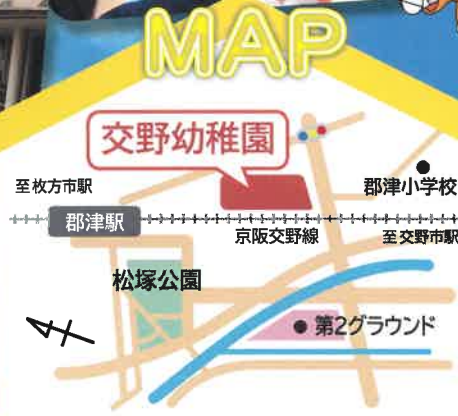 MAP
交野幼稚園
至枚方市駅
郡津小学校
郡津駅
京阪交野線
至交野市駅
松塚公園
第2グラウンド